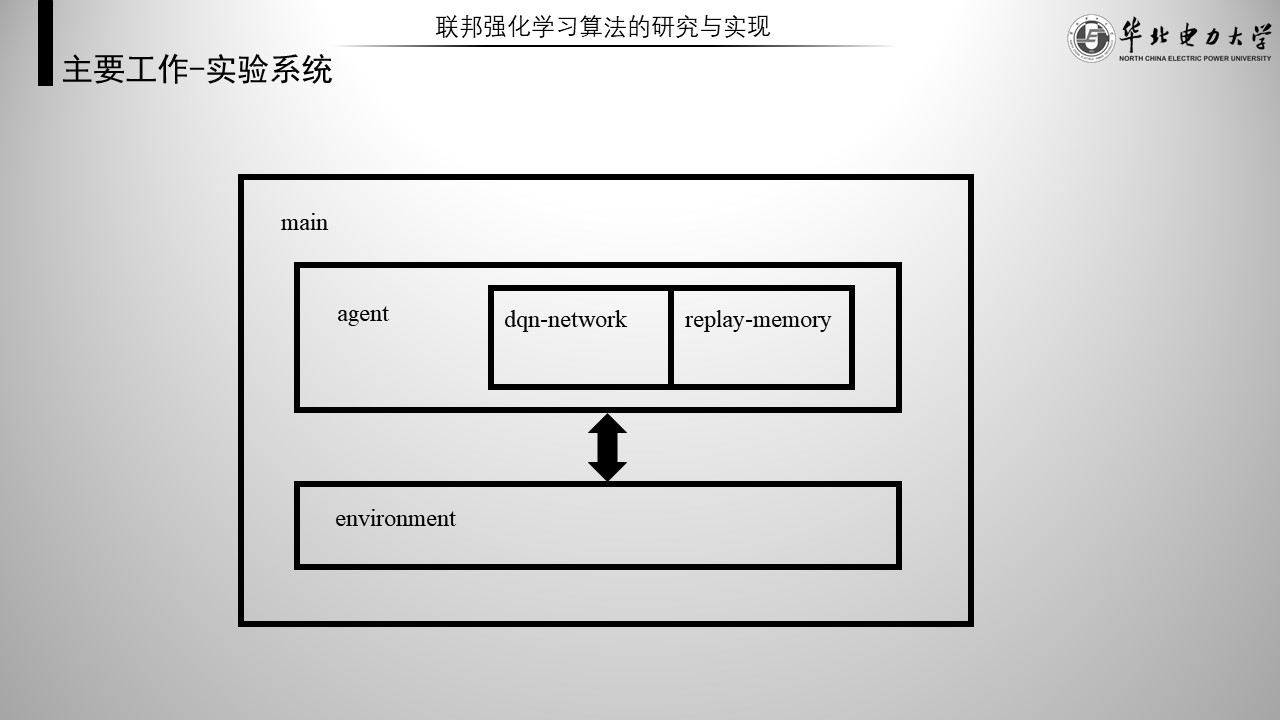 联邦强化学习算法的研究与实现
华北电力大学
NORTH CHINA ELECTRIC POWER UNIVERSITY
主要工作-实验系统
main
agent
dqn-network
replay-memory
environment